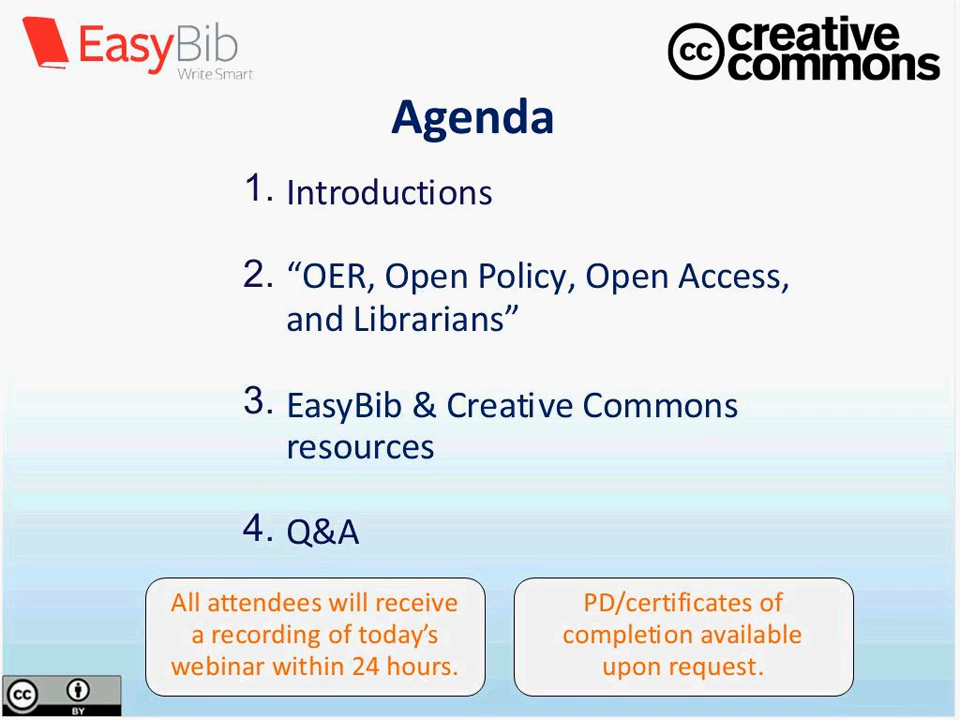 EasyBib
Write Smart
cc creative
commons
Agenda
1. Introductions
2. “OER, Open Policy, Open Access,
and Librarians”
3. EasyBib & Creative Commons
resources
4. Q&A
All attendees will receive
a recording of today’s
webinar within 24 hours.
PD/certificates of
completion available
upon request.
cc
BY